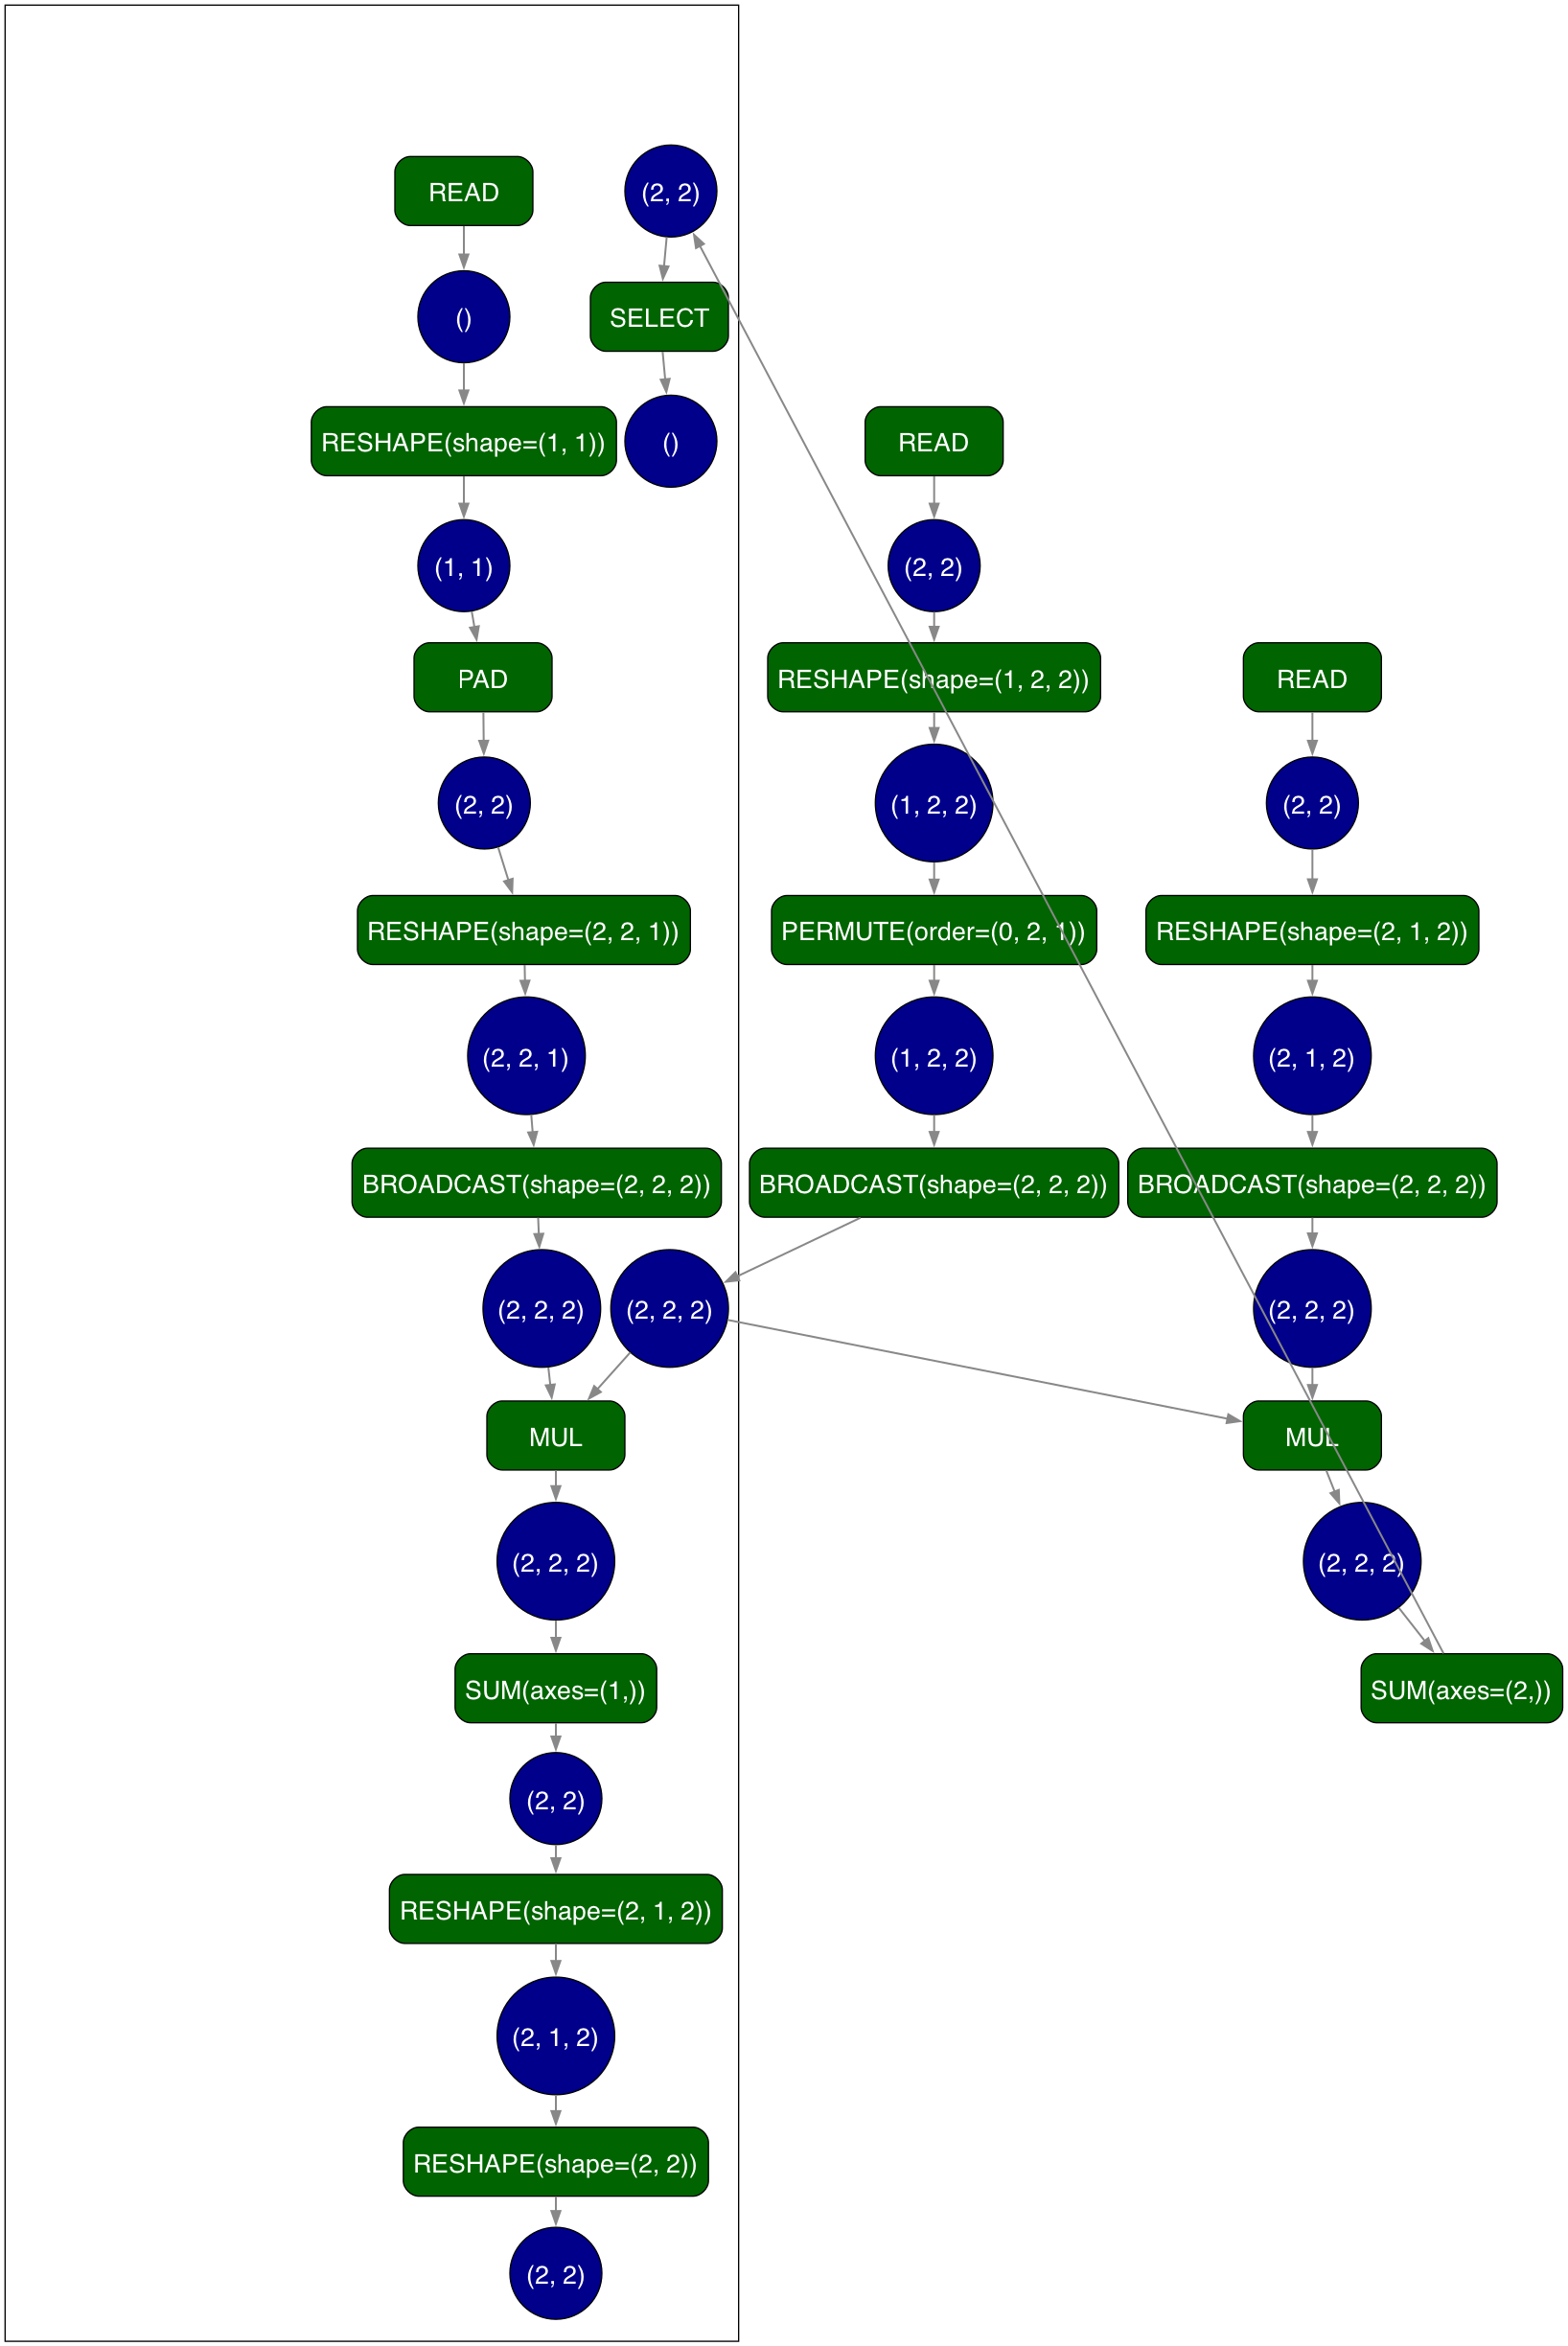 READ
(2, 2)
SELECT
()
RESHAPE(shape=(1, 1))
()
READ
(1, 1)
(2, 2)
PAD
RESHAPE(shape=(1, 2, 2))
READ
(2, 2)
(1, 2, 2)
(2, 2)
RESHAPE(shape=(2, 2, 1))
PERMUTE(order=(0, 2, 1))
RESHAPE(shape=(2, 1, 2))
(2, 2, 1)
(1, 2, 2)
(2, 1, 2)
BROADCAST(shape=(2, 2, 2))
BROADCAST(shape=(2, 2, 2))
BROADCAST(shape=(2, 2, 2))
(2, 2, 2)
(2, 2, 2)
(2, 2, 2)
MUL
MUL
(2, 2, 2)
(2, 2, 2)
SUM(axes=(1,))
SUM(axes=(2,))
(2, 2)
RESHAPE(shape=(2, 1, 2))
(2, 1, 2)
RESHAPE(shape=(2, 2))
(2, 2)